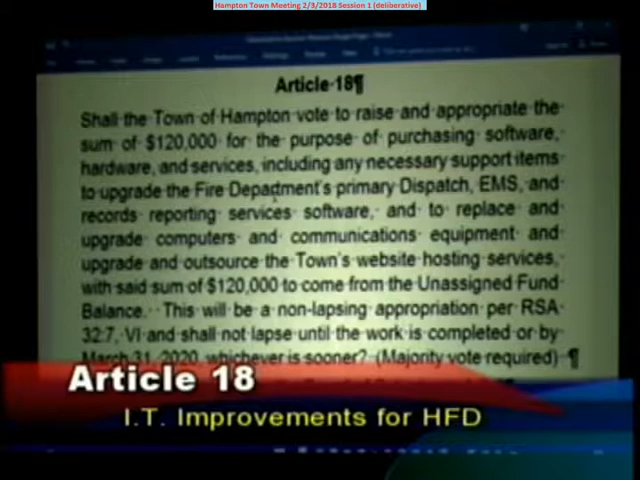 Hampton Town Meeting 2/3/2018 Session 1 (deliberative)
Article·18¶
Shall the Town of Hampton vote to raise and appropriate the
sum of $120,000 for the purpose of purchasing software,
hardware, and services, including any necessary support items
to upgrade the Fire Department's primary Dispatch, EMS, and
records reporting services software, and to replace and
upgrade computers and communications equipment and
upgrade and outsource the Town's website hosting services,
with said sum of $120,000 to come from the Unassigned Fund
Balance. This will be a non-lapsing appropriation per RSA
32:7, VI and shall not lapse until the work is completed or by
March 31, 2020, whichever is sooner? (Majority vote required) ¶
Article 18
I.T. Improvements for HFD